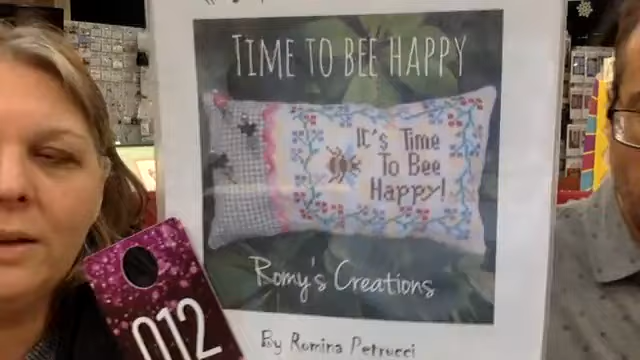 TIME TO BEE HAPPY
It's Time
To Bee
Happy!
Romy's Creations
By Romina Petrucci
012